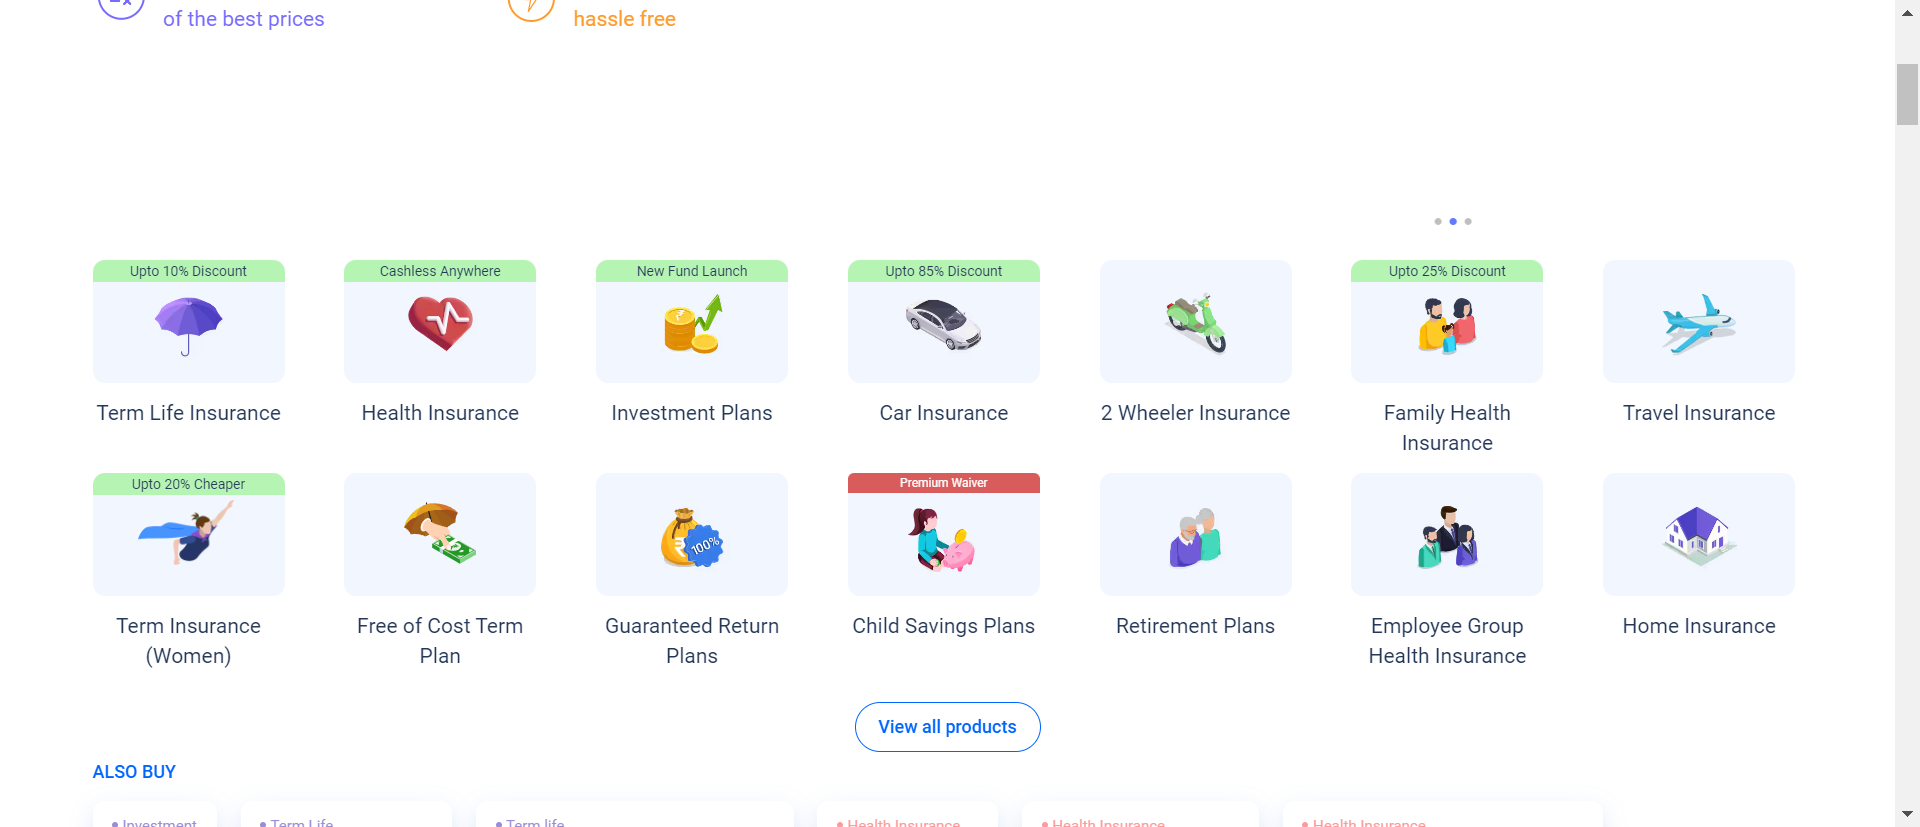 of the best prices
hassle free
Upto 10% Discount
Cashless Anywhere
New Fund Launch
Upto 85% Discount
Upto 25% Discount
Term Life Insurance
Health Insurance
Investment Plans
Car Insurance
2 Wheeler Insurance
Family Health
Insurance
Travel Insurance
Upto 20% Cheaper
Premium Waiver
100%
Term Insurance
(Women)
Free of Cost Term
Plan
Guaranteed Return
Plans
Child Savings Plans
Retirement Plans
Employee Group
Health Insurance
Home Insurance
View all products
ALSO BUY
Investment
Term Life
Term life
Health Insurance
Health Insurance
Health Insurance